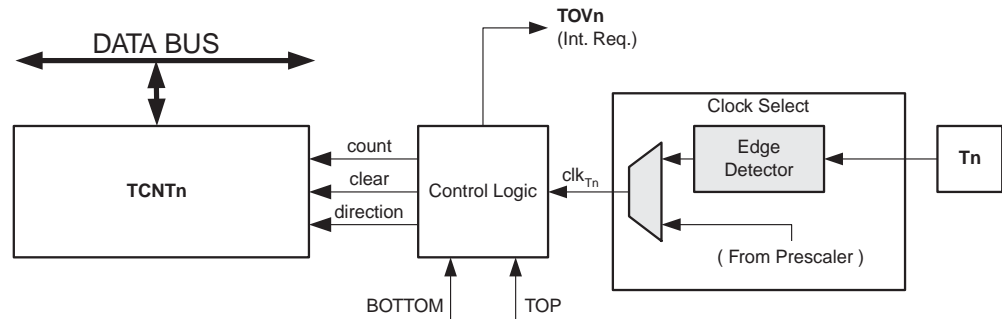 DATA BUS
TOVn
(Int. Req.)
Clock Select
TCNTn
count
clear
direction
Control Logic
clkTn
Edge
Detector
Tn
( From Prescaler )
BOTTOM
TOP